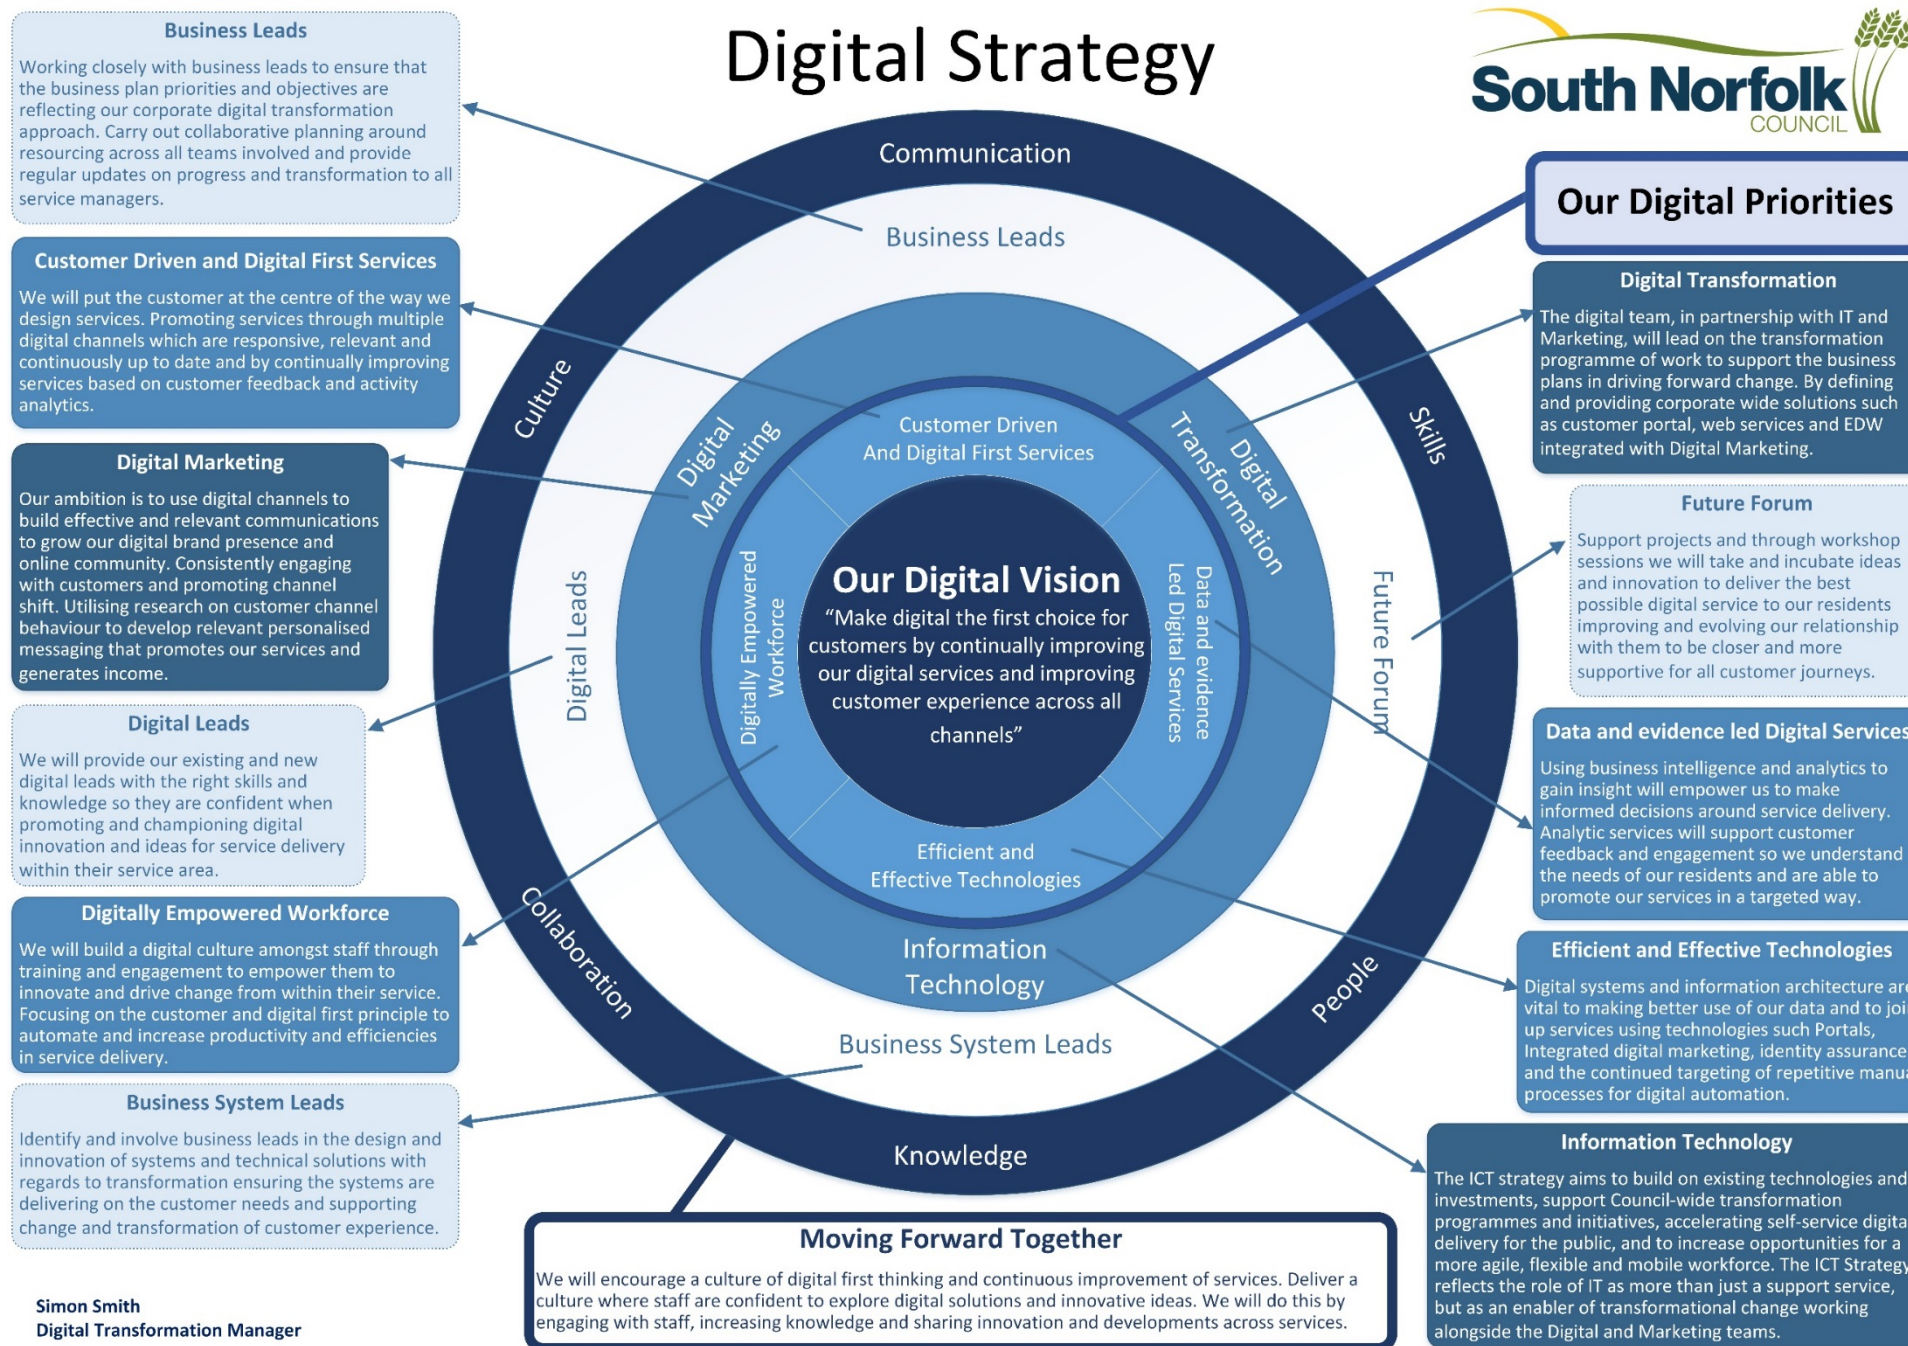 Digital Strategy
South Norfolk
COUNCIL
Business Leads
Working closely with business leads to ensure that
the business plan priorities and objectives are
reflecting our corporate digital transformation
approach. Carry out collaborative planning around
resourcing across all teams involved and provide
regular updates on progress and transformation to all
service managers.
Customer Driven and Digital First Services
We will put the customer at the centre of the way we
design services. Promoting services through multiple
digital channels which are responsive, relevant and
continuously up to date and by continually improving
services based on customer feedback and activity
analytics.
Digital Marketing
Our ambition is to use digital channels to
build effective and relevant communications
to grow our digital brand presence and
online community. Consistently engaging
with customers and promoting channel
shift. Utilising research on customer channel
behaviour to develop relevant personalised
messaging that promotes our services and
generates income.
Digital Leads
We will provide our existing and new
digital leads with the right skills and
knowledge so they are confident when
promoting and championing digital
innovation and ideas for service delivery
within their service area.
Digitally Empowered Workforce
We will build a digital culture amongst staff through
training and engagement to empower them to
innovate and drive change from within their service.
Focusing on the customer and digital first principle to
automate and increase productivity and efficiencies
in service delivery.
Business System Leads
Identify and involve business leads in the design and
innovation of systems and technical solutions with
regards to transformation ensuring the systems are
delivering on the customer needs and supporting
change and transformation of customer experience.
Simon Smith
Digital Transformation Manager
Communication
Culture
Skills
Collaboration
People
Knowledge
Business Leads
Digital Leads
Future Forum
Business System Leads
Digital
Marketing
Digital
Transformation
Information
Technology
Customer Driven
And Digital First Services
Digitally Empowered
Workforce
Data and evidence
Led Digital Services
Efficient and
Effective Technologies
Our Digital Vision
“Make digital the first choice for
customers by continually improving
our digital services and improving
customer experience across all
channels”
Moving Forward Together
We will encourage a culture of digital first thinking and continuous improvement of services. Deliver a
culture where staff are confident to explore digital solutions and innovative ideas. We will do this by
engaging with staff, increasing knowledge and sharing innovation and developments across services.
Our Digital Priorities
Digital Transformation
The digital team, in partnership with IT and
Marketing, will lead on the transformation
programme of work to support the business
plans in driving forward change. By defining
and providing corporate wide solutions such
as customer portal, web services and EDW
integrated with Digital Marketing.
Future Forum
Support projects and through workshop
sessions we will take and incubate ideas
and innovation to deliver the best
possible digital service to our residents
improving and evolving our relationship
with them to be closer and more
supportive for all customer journeys.
Data and evidence led Digital Services
Using business intelligence and analytics to
gain insight will empower us to make
informed decisions around service delivery.
Analytic services will support customer
feedback and engagement so we understand
the needs of our residents and are able to
promote our services in a targeted way.
Efficient and Effective Technologies
Digital systems and information architecture are
vital to making better use of our data and to joi
up services using technologies such Portals,
Integrated digital marketing, identity assurance
and the continued targeting of repetitive manua
processes for digital automation.
Information Technology
The ICT strategy aims to build on existing technologies and
investments, support Council-wide transformation
programmes and initiatives, accelerating self-service digita
delivery for the public, and to increase opportunities for a
more agile, flexible and mobile workforce. The ICT Strategy
reflects the role of IT as more than just a support service,
but as an enabler of transformational change working
alongside the Digital and Marketing teams.